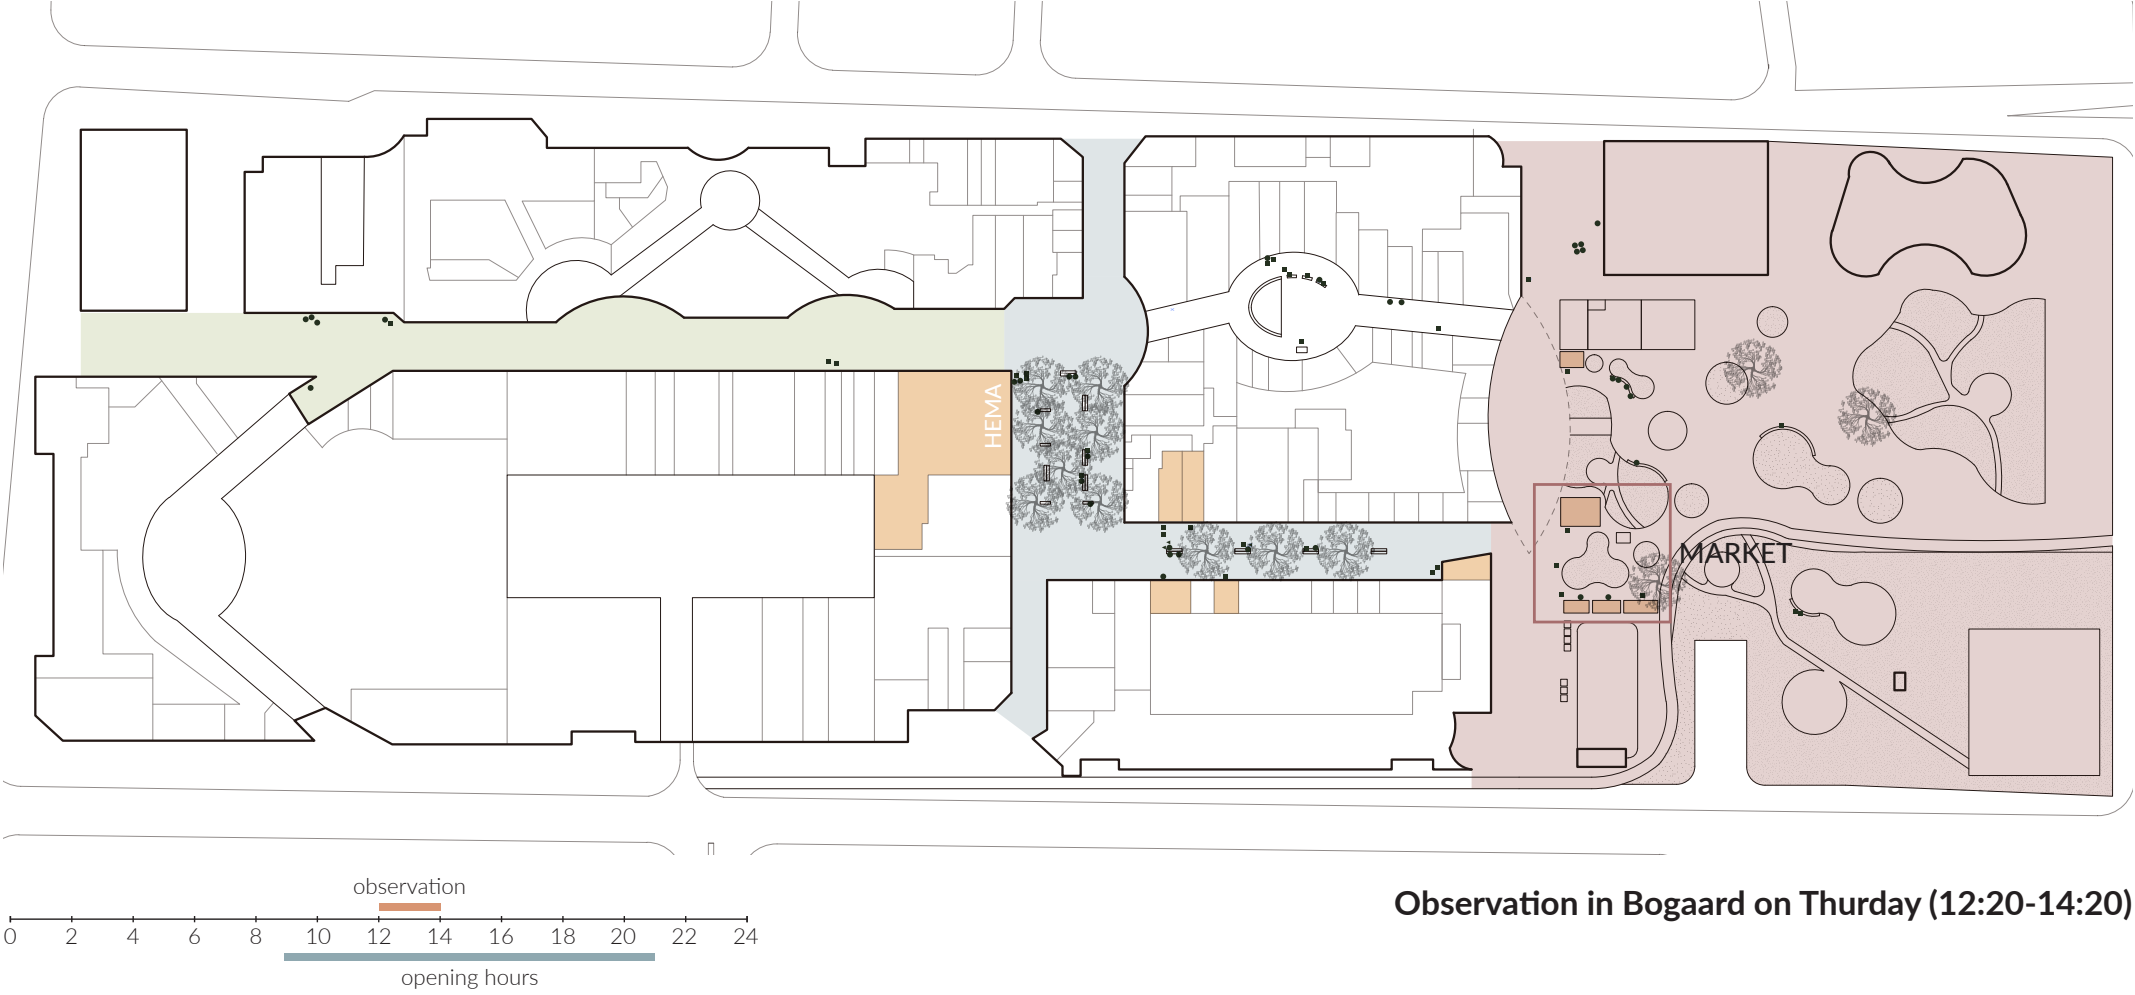 HEMA
MARKET
observation
0 2 4 6 8 10 12 14 16 18 20 22 24
opening hours
Observation in Bogaard on Thurday (12:20-14:20)